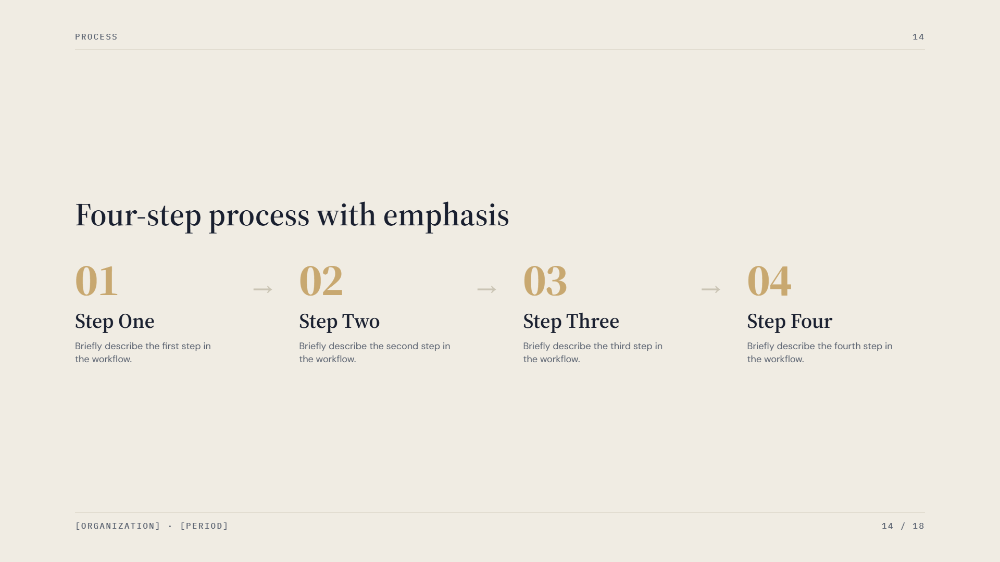 PROCESS
14
Four-step process with emphasis
01
Step One
Briefly describe the first step in
the workflow.
→
02
Step Two
Briefly describe the second step in
the workflow.
→
03
Step Three
Briefly describe the third step in
the workflow.
→
04
Step Four
Briefly describe the fourth step in
the workflow.
[ORGANIZATION] · [PERIOD]
14 / 18